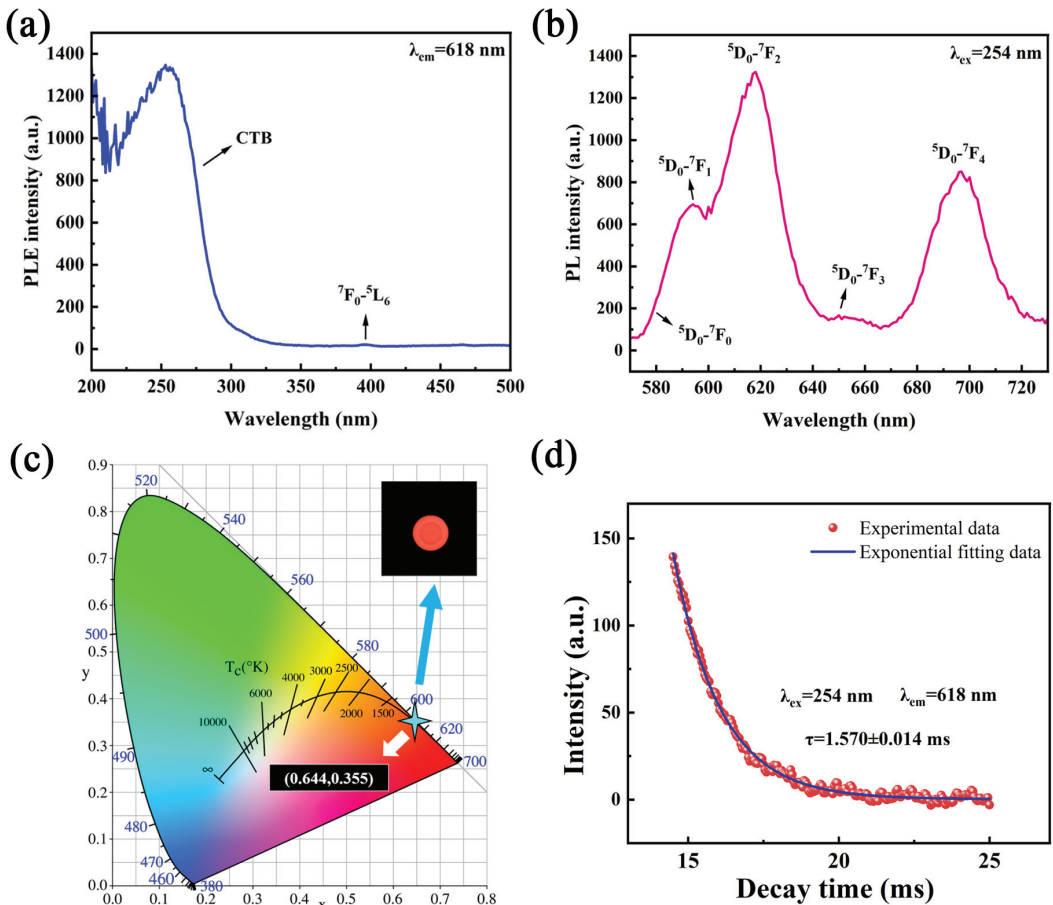 (a)
λem=618 nm
1400
1200
1000
800
600
400
200
0
PLE intensity (a.u.)
CTB
⁷F₀-⁵L₆
200 250 300 350 400 450 500
Wavelength (nm)
(b)
λex=254 nm
1400
1200
1000
800
600
400
200
0
PL intensity (a.u.)
⁵D₀-⁷F₂
⁵D₀-⁷F₁
⁵D₀-⁷F₄
⁵D₀-⁷F₃
⁵D₀-⁷F₀
580 600 620 640 660 680 700 720
Wavelength (nm)
(c)
0.9
0.8
0.7
0.6
0.5
0.4
0.3
0.2
0.1
0.0
y
520
540
560
580
600
620
700
500
490
480
470
460
380
Tc(°K)
10000
6000
4000
3000
2500
2000
1500
∞
(0.644,0.355)
0.0 0.1 0.2 0.3 0.4 0.5 0.6 0.7 0.8
x
(d)
Experimental data
Exponential fitting data
150
100
50
0
Intensity (a.u.)
λex=254 nm λem=618 nm
τ=1.570±0.014 ms
15 20 25
Decay time (ms)